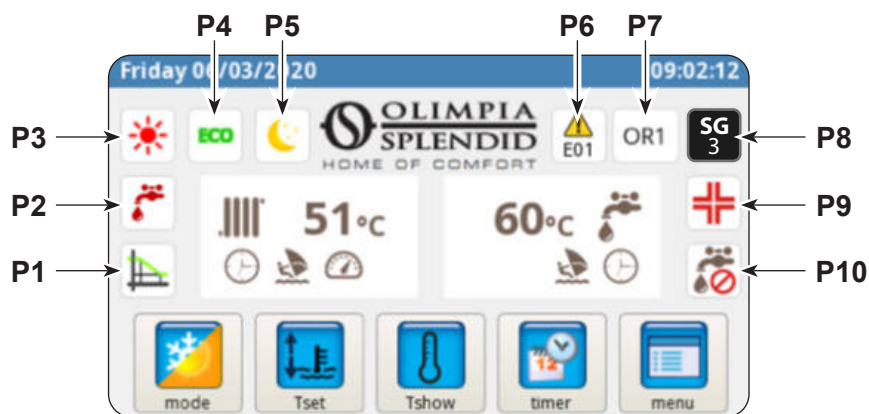 P4 P5 P6 P7
Friday 06/03/2020 09:02:12
P3 ECO OLIMPIA E01 OR1 SG 3 P8
SPLENDID
HOME OF COMFORT
P2 51°C 60°C P9
P1 P10
12
mode Tset Tshow timer menu